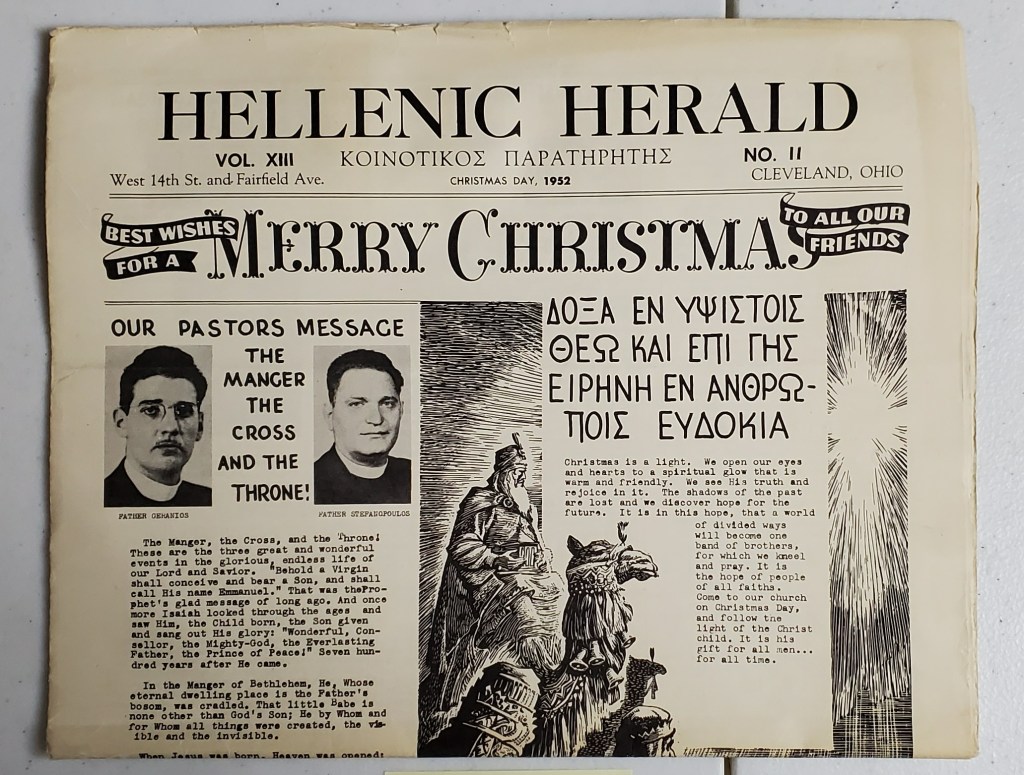 HELLENIC HERALD
VOL. XIII
ΚΟΙΝΟΤΙΚΟΣ ΠΑΡΑΤΗΡΗΤΗΣ
NO. II
West 14th St. and Fairfield Ave.
CHRISTMAS DAY, 1952
CLEVELAND, OHIO
BEST WISHES
FOR A
MERRY CHRISTMAS
TO ALL OUR
FRIENDS
OUR PASTORS MESSAGE
THE
MANGER
THE
CROSS
AND THE
THRONE!
FATHER GERANIOS
FATHER STEFANOPOULOS
The Manger, the Cross, and the Throne!
These are the three great and wonderful
events in the glorious, endless life of
our Lord and Savior. "Behold a Virgin
shall conceive and bear a Son, and shall
call His name Emmanuel." That was thePro-
phet's glad message of long ago. And once
more Isaiah looked through the ages and
saw Him, the Child born, the Son given
and sang out His glory: "Wonderful, Con-
sellor, the Mighty-God, the Everlasting
Father, the Prince of Peace!" Seven hun-
dred years after He came.
In the Manger of Bethlehem, He, Whose
eternal dwelling place is the Father's
bosom, was cradled. That little Babe is
none other than God's Son; He by Whom and
for Whom all things were created, the vis-
ible and the invisible.
When Jesus was born, Heaven was opened;
ΔΟΞΑ ΕΝ ΥΨΙΣΤΟΙΣ
ΘΕΩ ΚΑΙ ΕΠΙ ΓΗΣ
ΕΙΡΗΝΗ ΕΝ ΑΝΘΡΩ-
ΠΟΙΣ ΕΥΔΟΚΙΑ
Christmas is a light. We open our eyes
and hearts to a spiritual glow that is
warm and friendly. We see His truth and
rejoice in it. The shadows of the past
are lost and we discover hope for the
future. It is in this hope, that a world
of divided ways
will become one
band of brothers,
for which we kneel
and pray. It is
the hope of people
of all faiths.
Come to our church
on Christmas Day,
and follow the
light of the Christ
child. It is his
gift for all men...
for all time.